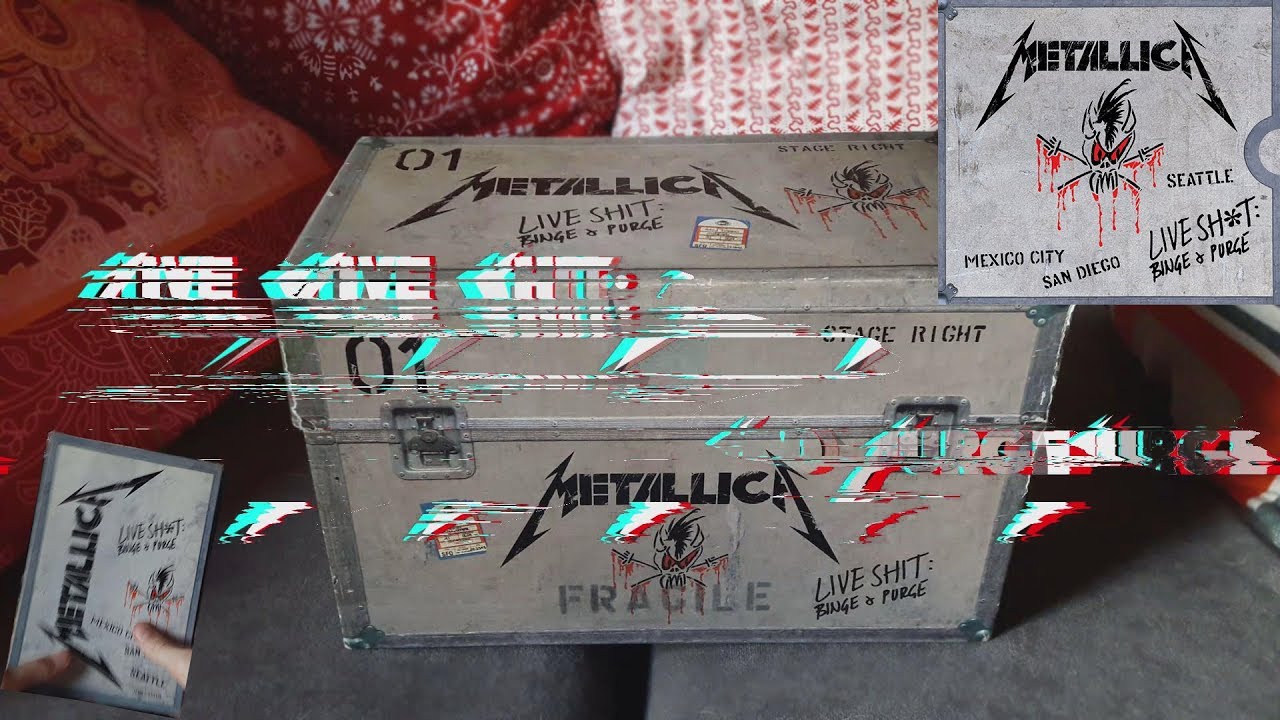 01
STAGE RIGHT
METALLICA
LIVE SHIT:
BINGE & PURGE
METALLICA
SEATTLE
LIVE SH*T:
BINGE & PURGE
MEXICO CITY
SAN DIEGO
01
STAGE RIGHT
METALLICA
FRAGILE
LIVE SHIT:
BINGE & PURGE
METALLICA
LIVE SH*T:
BINGE & PURGE
SEATTLE